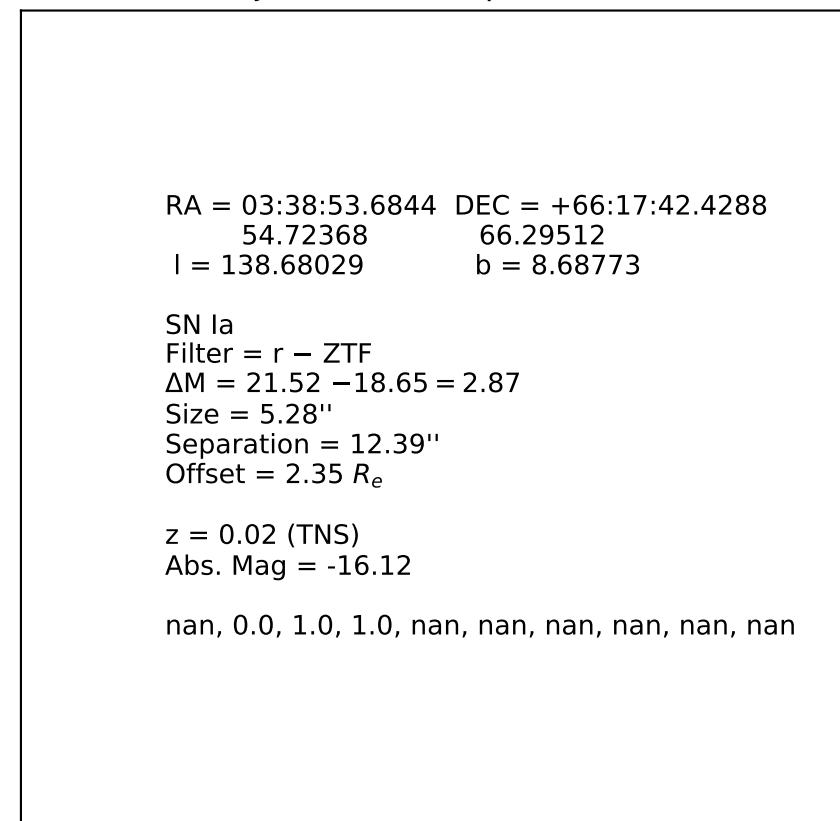 RA = 03:38:53.6844  DEC = +66:17:42.4288
54.72368  66.29512
l = 138.68029  b = 8.68773
SN Ia
Filter = r − ZTF
ΔM = 21.52 −18.65 = 2.87
Size = 5.28''
Separation = 12.39''
Offset = 2.35 Re
z = 0.02 (TNS)
Abs. Mag = -16.12
nan, 0.0, 1.0, 1.0, nan, nan, nan, nan, nan, nan